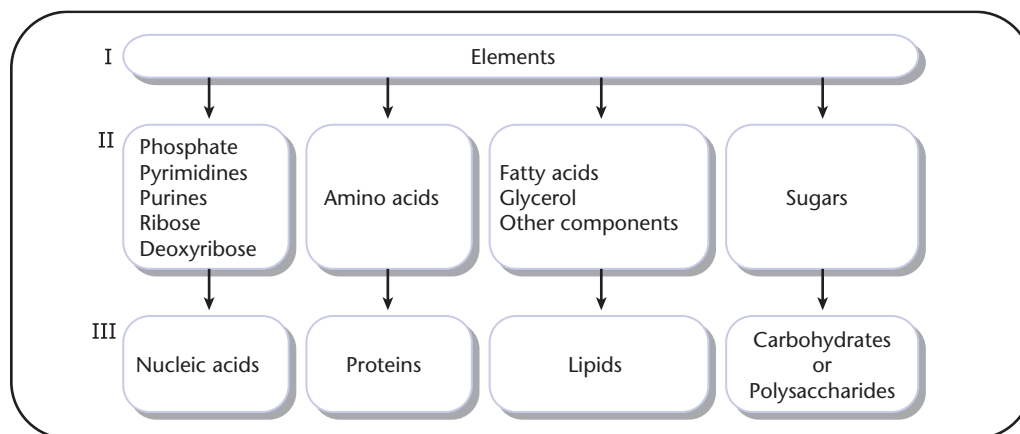 I
Elements
II
Phosphate
Pyrimidines
Purines
Ribose
Deoxyribose
Amino acids
Fatty acids
Glycerol
Other components
Sugars
III
Nucleic acids
Proteins
Lipids
Carbohydrates
or
Polysaccharides